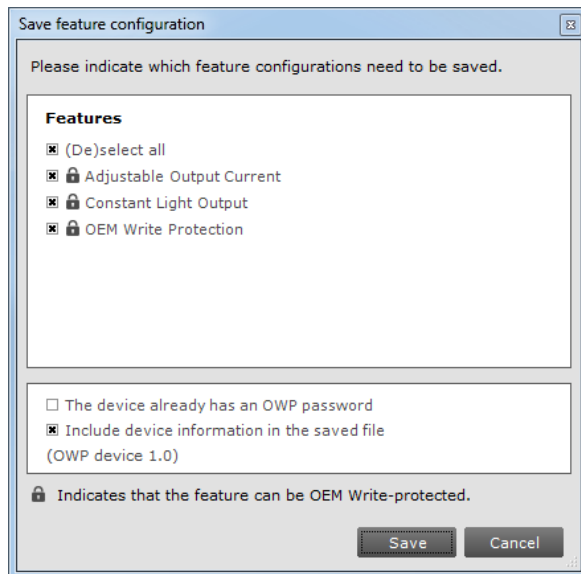 Save feature configuration
Please indicate which feature configurations need to be saved.
Features
(De)select all
Adjustable Output Current
Constant Light Output
OEM Write Protection
The device already has an OWP password
Include device information in the saved file
(OWP device 1.0)
Indicates that the feature can be OEM Write-protected.
Save Cancel